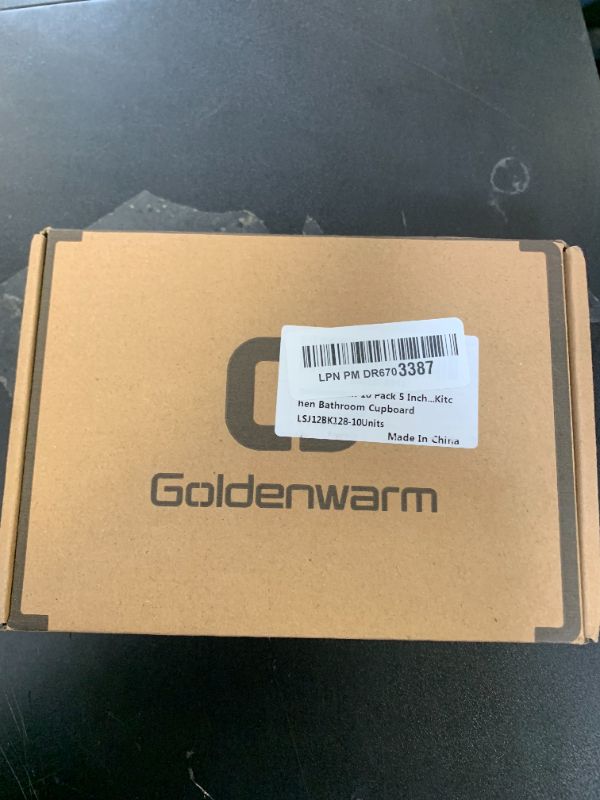 LPN PM DR6703387
10 Pack 5 Inch...Kitc
hen Bathroom Cupboard
LSJ12BK128-10Units
Made In China
Goldenwarm